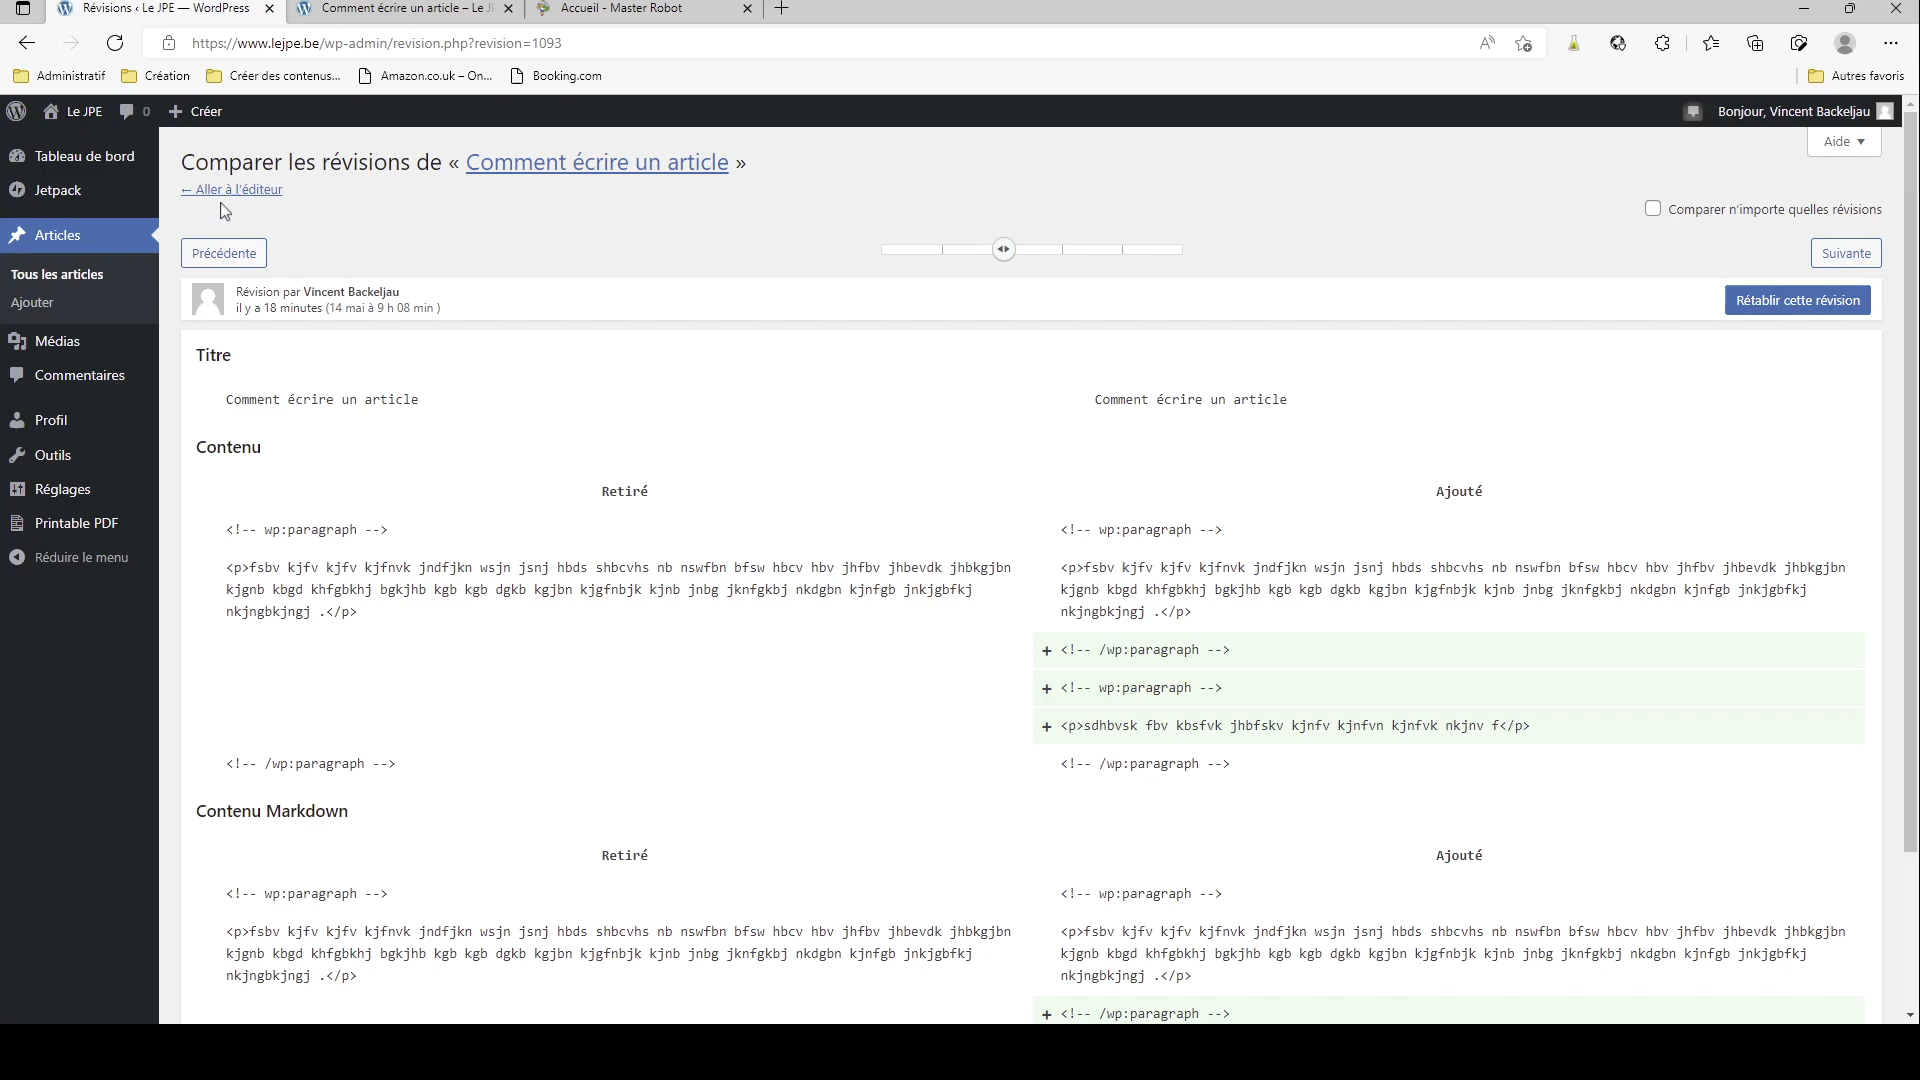 Révisions ‹ Le JPE — WordPress
Comment écrire un article – Le
Accueil - Master Robot
https://www.lejpe.be/wp-admin/revision.php?revision=1093
Administratif
Création
Créer des contenus...
Amazon.co.uk – On...
Booking.com
Autres favoris
Le JPE
0
Créer
Bonjour, Vincent Backeljau
Tableau de bord
Jetpack
Articles
Tous les articles
Ajouter
Médias
Commentaires
Profil
Outils
Réglages
Printable PDF
Réduire le menu
Aide ▼
Comparer les révisions de « Comment écrire un article »
← Aller à l'éditeur
Comparer n'importe quelles révisions
Précédente
Suivante
Révision par Vincent Backeljau
il y a 18 minutes (14 mai à 9 h 08 min )
Rétablir cette révision
Titre
Comment écrire un article
Comment écrire un article
Contenu
Retiré
Ajouté
<!-- wp:paragraph -->
<!-- wp:paragraph -->
<p>fsbv kjfv kjfv kjfnvk jndfjkn wsjn jsnj hbds shbcvhs nb nswfbn bfsw hbcv hbv jhfbv jhbevdk jhbkgjbn
kjgnb kbgd khfgbkhj bgkjhb kgb kgb dgkb kgjbn kjgfnbjk kjnb jnbg jknfgkbj nkdgbn kjnfgb jnkjgbfkj
nkjngbkjngj .</p>
<p>fsbv kjfv kjfv kjfnvk jndfjkn wsjn jsnj hbds shbcvhs nb nswfbn bfsw hbcv hbv jhfbv jhbevdk jhbkgjbn
kjgnb kbgd khfgbkhj bgkjhb kgb kgb dgkb kgjbn kjgfnbjk kjnb jnbg jknfgkbj nkdgbn kjnfgb jnkjgbfkj
nkjngbkjngj .</p>
+ <!-- /wp:paragraph -->
+ <!-- wp:paragraph -->
+ <p>sdhbvsk fbv kbsfvk jhbfskv kjnfv kjnfvn kjnfvk nkjnv f</p>
<!-- /wp:paragraph -->
<!-- /wp:paragraph -->
Contenu Markdown
Retiré
Ajouté
<!-- wp:paragraph -->
<!-- wp:paragraph -->
<p>fsbv kjfv kjfv kjfnvk jndfjkn wsjn jsnj hbds shbcvhs nb nswfbn bfsw hbcv hbv jhfbv jhbevdk jhbkgjbn
kjgnb kbgd khfgbkhj bgkjhb kgb kgb dgkb kgjbn kjgfnbjk kjnb jnbg jknfgkbj nkdgbn kjnfgb jnkjgbfkj
nkjngbkjngj .</p>
<p>fsbv kjfv kjfv kjfnvk jndfjkn wsjn jsnj hbds shbcvhs nb nswfbn bfsw hbcv hbv jhfbv jhbevdk jhbkgjbn
kjgnb kbgd khfgbkhj bgkjhb kgb kgb dgkb kgjbn kjgfnbjk kjnb jnbg jknfgkbj nkdgbn kjnfgb jnkjgbfkj
nkjngbkjngj .</p>
+ <!-- /wp:paragraph -->